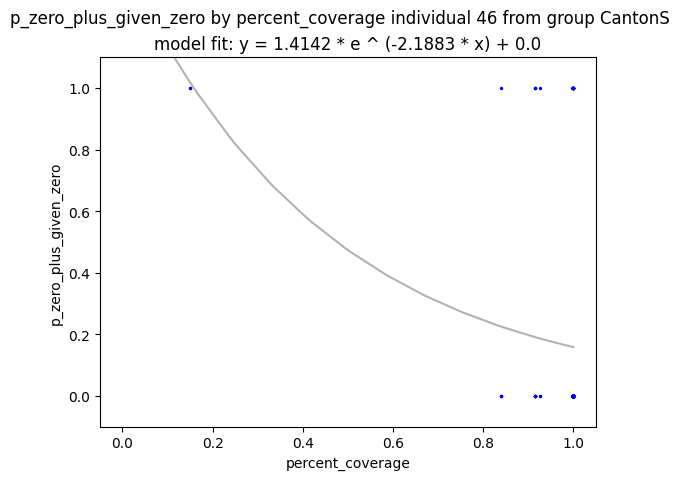 p_zero_plus_given_zero by percent_coverage individual 46 from group CantonS
model fit: y = 1.4142 * e ^ (-2.1883 * x) + 0.0
1.0
0.8
0.6
0.4
0.2
0.0
p_zero_plus_given_zero
0.0 0.2 0.4 0.6 0.8 1.0
percent_coverage